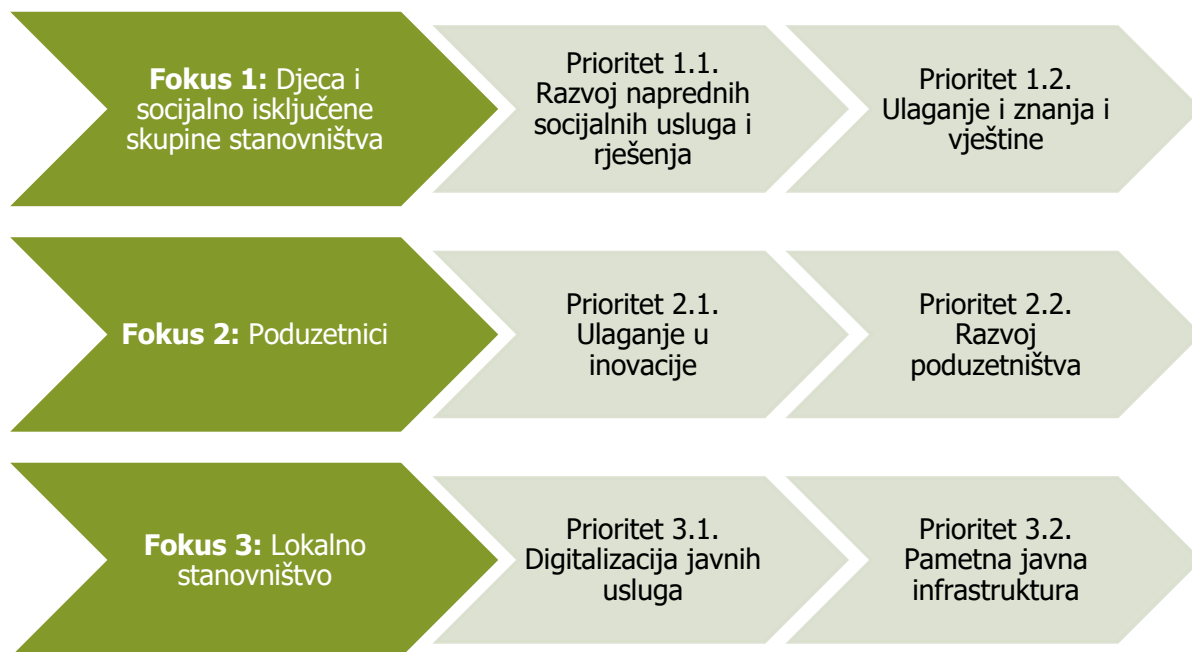 Fokus 1: Djeca i
socijalno isključene
skupine stanovništva
Prioritet 1.1.
Razvoj naprednih
socijalnih usluga i
rješenja
Prioritet 1.2.
Ulaganje i znanja i
vještine
Fokus 2: Poduzetnici
Prioritet 2.1.
Ulaganje u
inovacije
Prioritet 2.2.
Razvoj
poduzetništva
Fokus 3: Lokalno
stanovništvo
Prioritet 3.1.
Digitalizacija javnih
usluga
Prioritet 3.2.
Pametna javna
infrastruktura